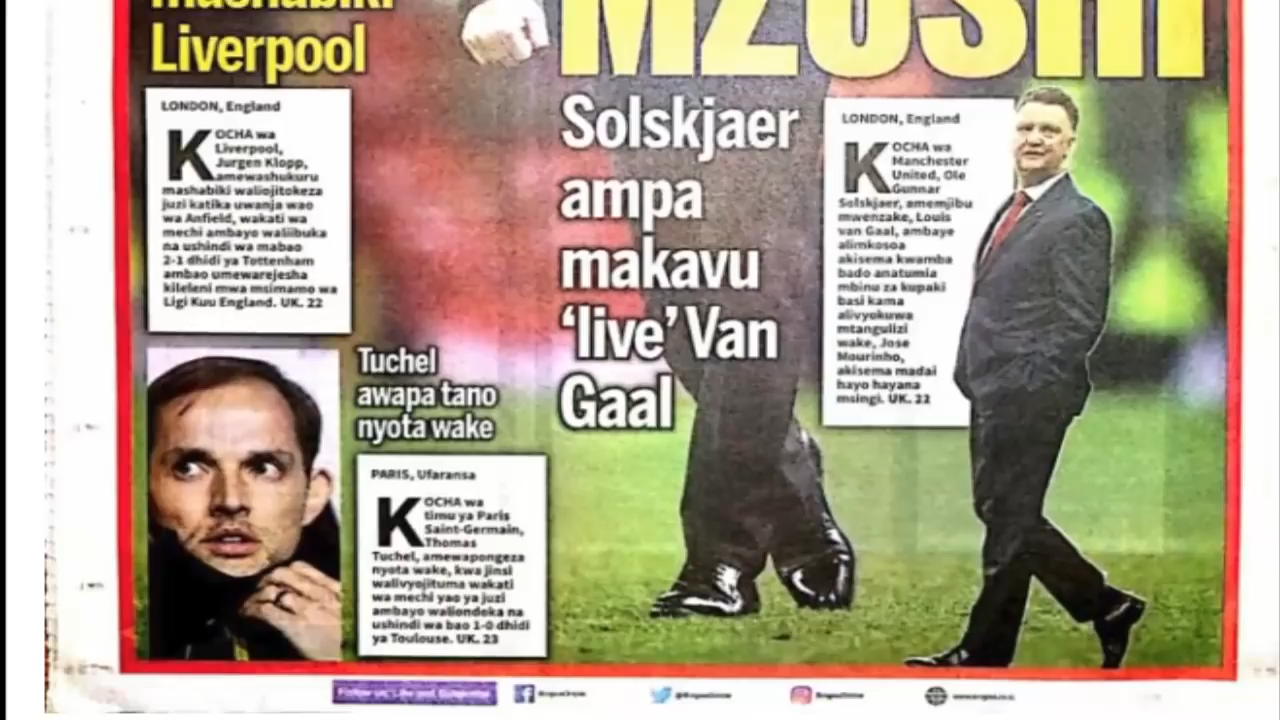 mashabiki
Liverpool
LONDON, England
KOCHA wa
Liverpool,
Jurgen Klopp,
amewashukuru
mashabiki waliojitokeza
juzi katika uwanja wao
wa Anfield, wakati wa
mechi ambayo waliibuka
na ushindi wa mabao
2-1 dhidi ya Tottenham
ambao umewarejesha
kileleni mwa msimamo wa
Ligi Kuu England. UK. 22
Tuchel
awapa tano
nyota wake
PARIS, Ufaransa
KOCHA wa
timu ya Paris
Saint-Germain,
Thomas
Tuchel, amewapongeza
nyota wake, kwa jinsi
walivyojituma wakati
wa mechi yao ya juzi
ambayo waliondoka na
ushindi wa bao 1-0 dhidi
ya Toulouse. UK. 23
MZUSHI
Solskjaer
ampa
makavu
‘live’ Van
Gaal
LONDON, England
KOCHA wa
Manchester
United, Ole
Gunnar
Solskjaer, amemjibu
mwenzake, Louis
van Gaal, ambaye
alimkosoa
akisema kwamba
bado anatumia
mbinu za kupaki
basi kama
alivyokuwa
mtangulizi
wake, Jose
Mourinho,
akisema madai
hayo hayana
msingi. UK. 22